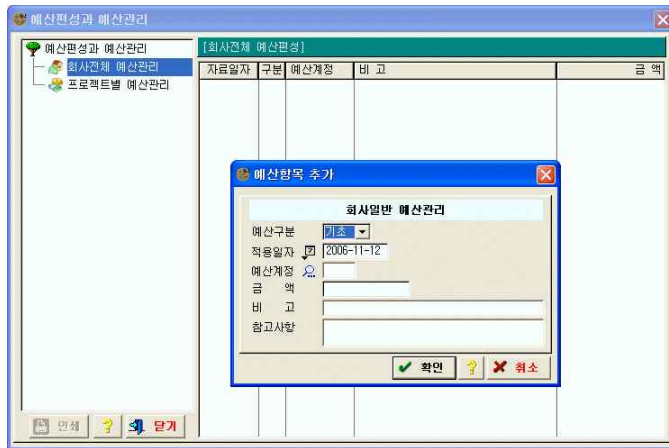 예산편성과 예산관리
예산편성과 예산관리
회사전체 예산관리
프로젝트별 예산관리
[회사전체 예산편성]
자료일자 구분 예산계정 비 고 금 액
예산항목 추가
회사일반 예산관리
예산구분 기초
적용일자 2006-11-12
예산계정
금 액
비 고
참고사항
확인 ? 취소
인쇄 ? 닫기